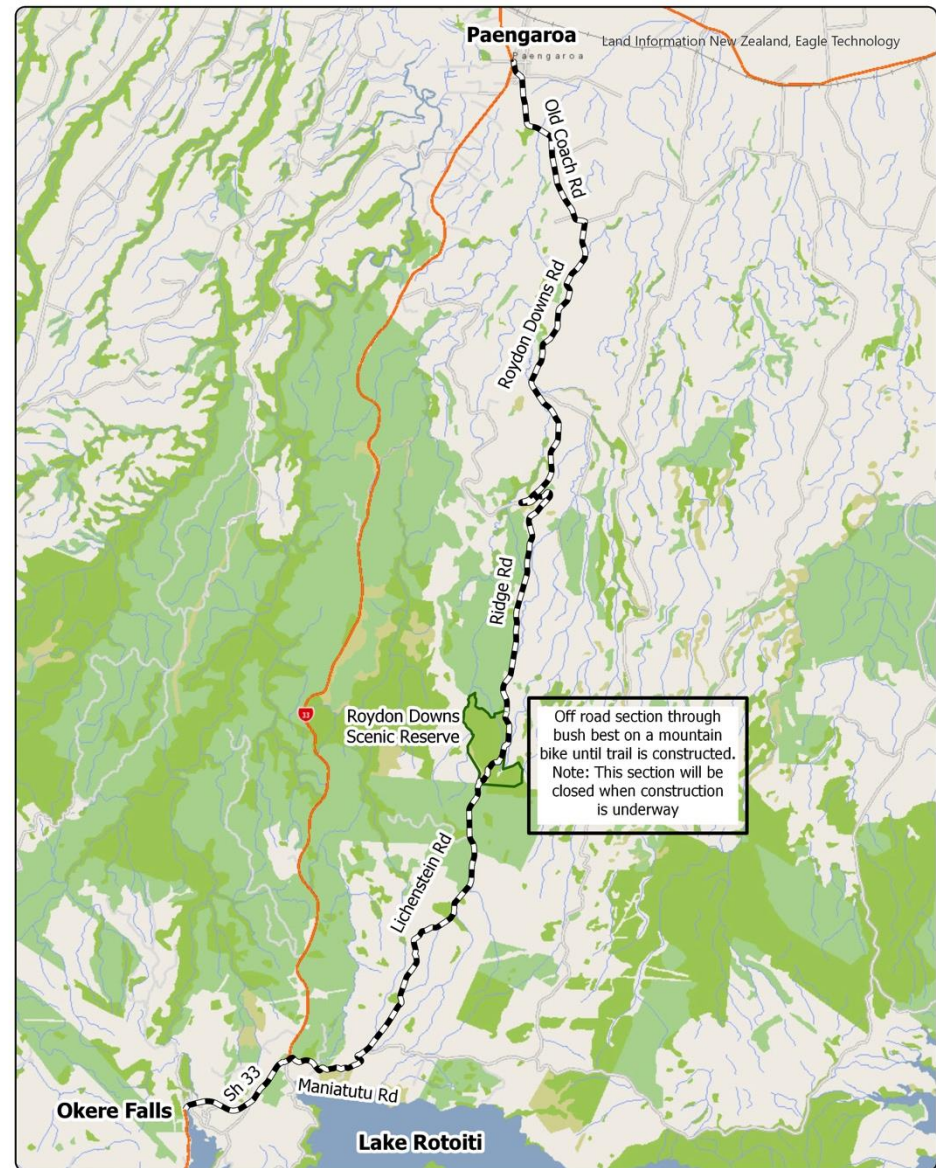 Paengaroa
Land Information New Zealand, Eagle Technology
Paengaroa
Old Coach Rd
Roydon Downs Rd
Ridge Rd
33
Roydon Downs
Scenic Reserve
Off road section through
bush best on a mountain
bike until trail is constructed.
Note: This section will be
closed when construction
is underway
Lichenstein Rd
Sh 33
Maniatutu Rd
Okere Falls
Lake Rotoiti